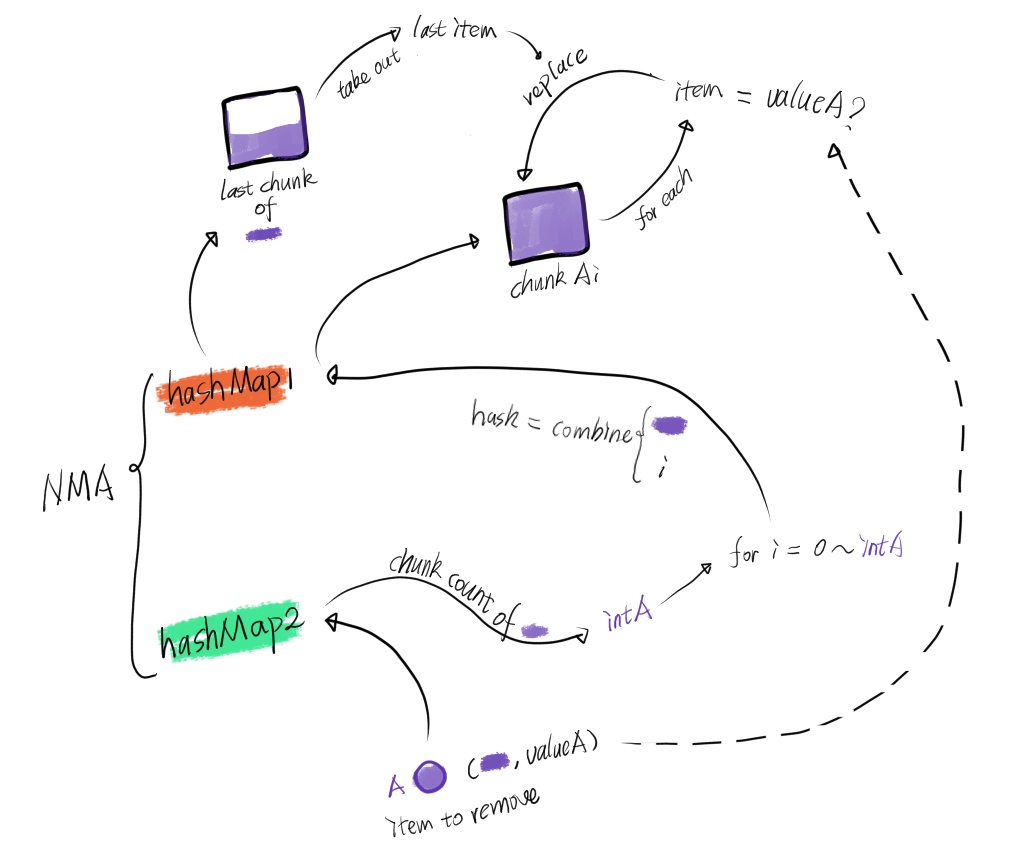 last item
take out
replace
item = valueA?
last chunk
of
for each
chunk Ai
hashMap1
hask = combine{
i
NMA
for i = 0 ~ intA
chunk count of
intA
hashMap2
A ( , valueA)
item to remove